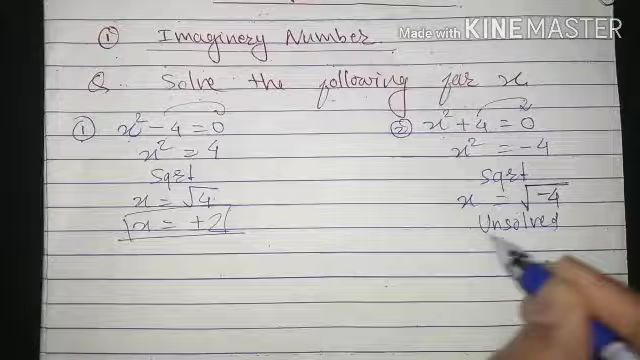 Made with KINEMASTER
① Imaginery Number
Q. Solve the following for x
① x² - 4 = 0
x² = 4
Sqrt
x = √4
x = +2
② x² + 4 = 0
x² = -4
sqrt
x = √-4
Unsolved